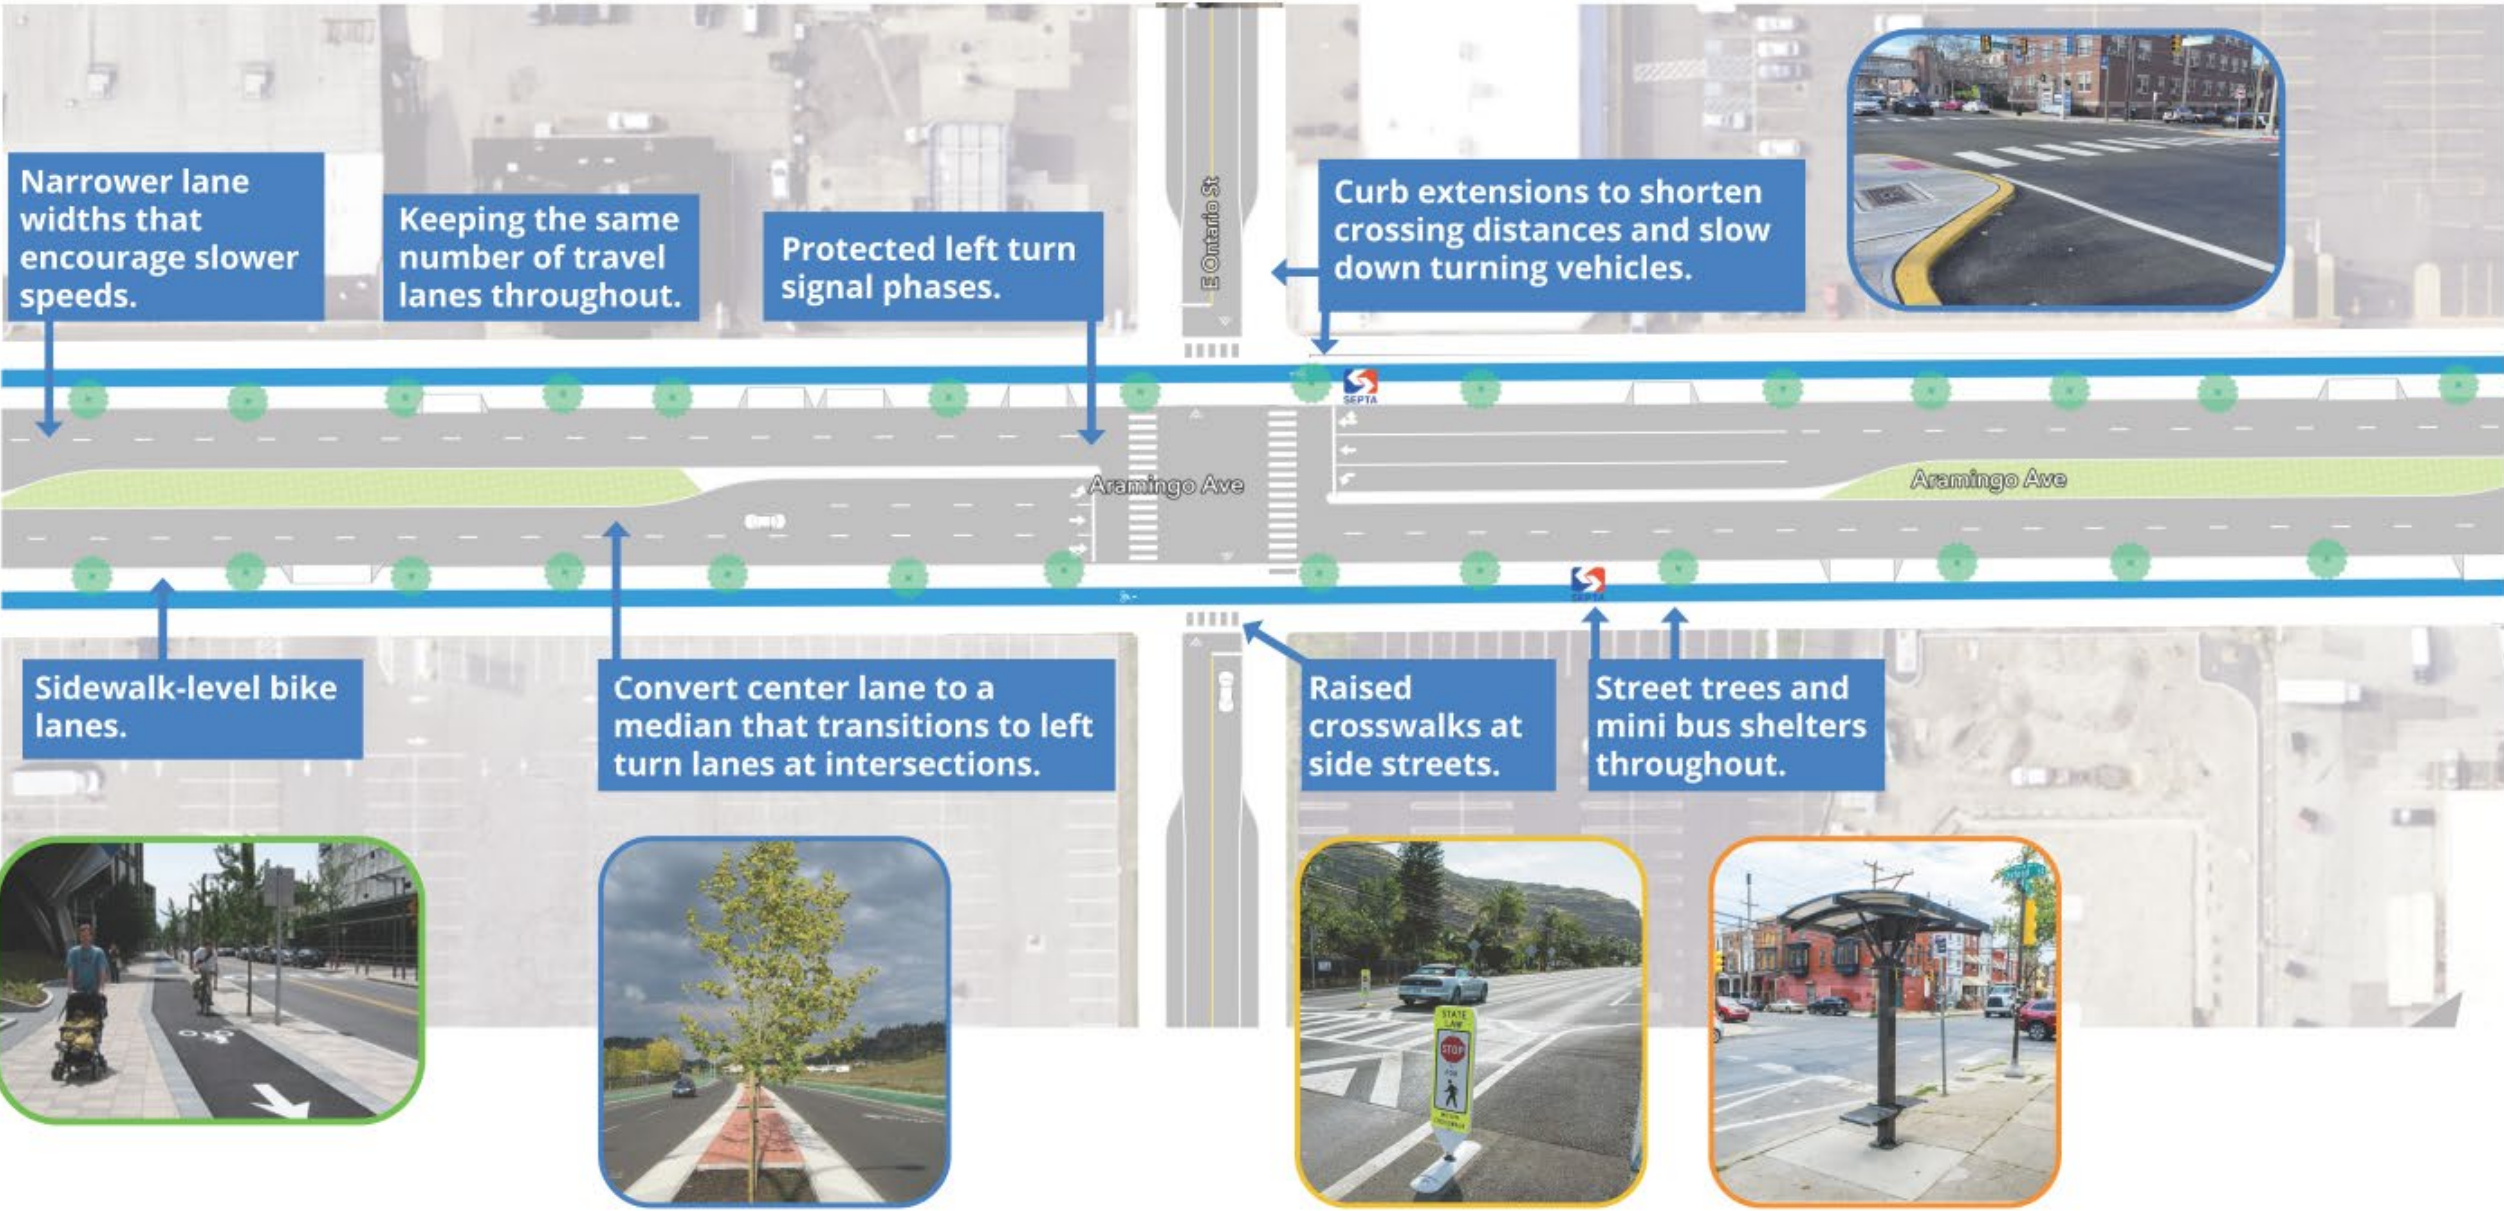 Narrower lane
widths that
encourage slower
speeds.
Keeping the same
number of travel
lanes throughout.
Protected left turn
signal phases.
E Ontario St
Curb extensions to shorten
crossing distances and slow
down turning vehicles.
SEPTA
Aramingo Ave
Aramingo Ave
SEPTA
Sidewalk-level bike
lanes.
Convert center lane to a
median that transitions to left
turn lanes at intersections.
Raised
crosswalks at
side streets.
Street trees and
mini bus shelters
throughout.
STATE
LAW
STOP
FOR